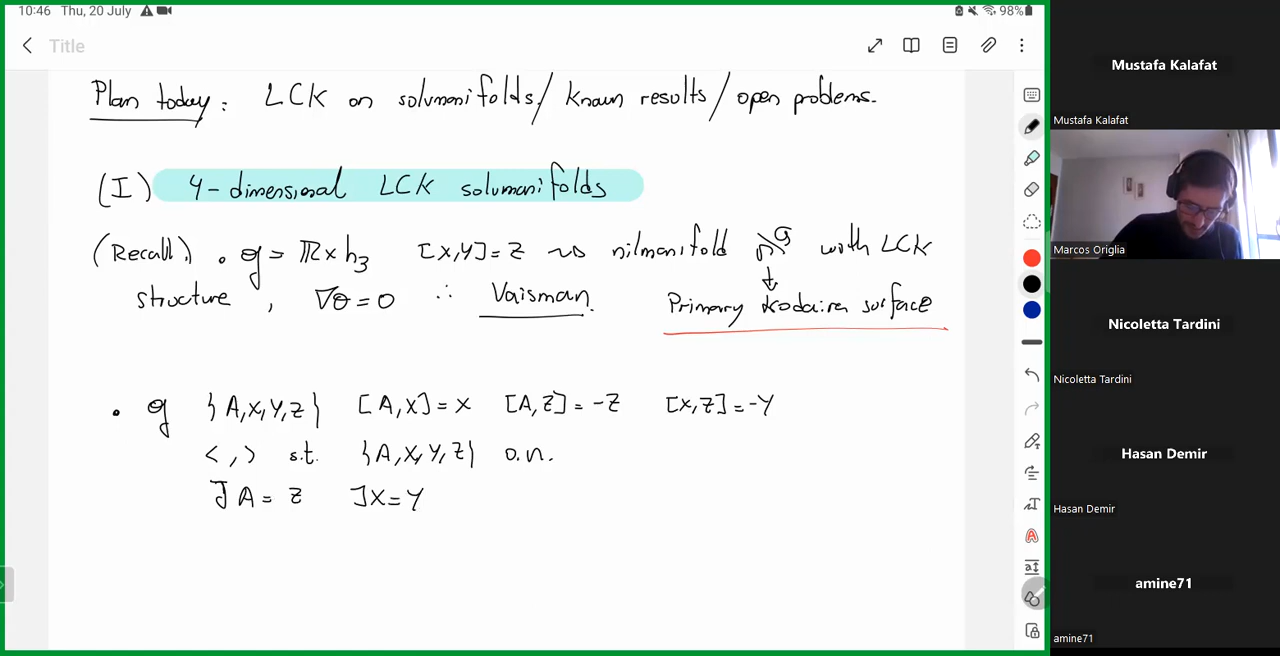 10:46 Thu, 20 July
98%
Title
Plan today: LCK on solvmanifolds / known results / open problems.
(I) 4-dimensional LCK solvmanifolds
(Recall) . 𝔤 = ℝ × h₃ [X,Y] = Z ⇝ nilmanifold Γ\G with LCK
structure, ∇θ = 0 ∴ Vaisman.
Primary Kodaira surface
• 𝔤 {A,X,Y,Z} [A,X] = X [A,Z] = -Z [X,Z] = -Y
< , > s.t. {A,X,Y,Z} o.n.
JA = Z JX = Y
Mustafa Kalafat
Mustafa Kalafat
Marcos Origlia
Nicoletta Tardini
Nicoletta Tardini
Hasan Demir
Hasan Demir
amine71
amine71